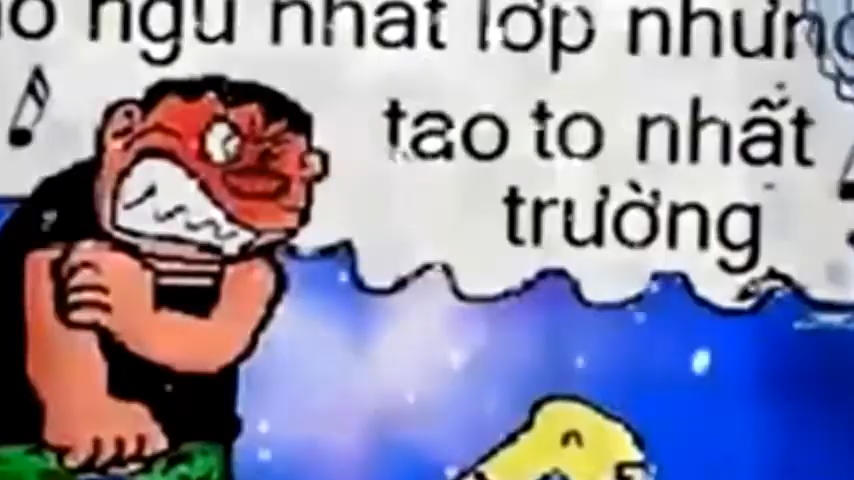 ngu nhất lớp nhưng
tao to nhất
trường